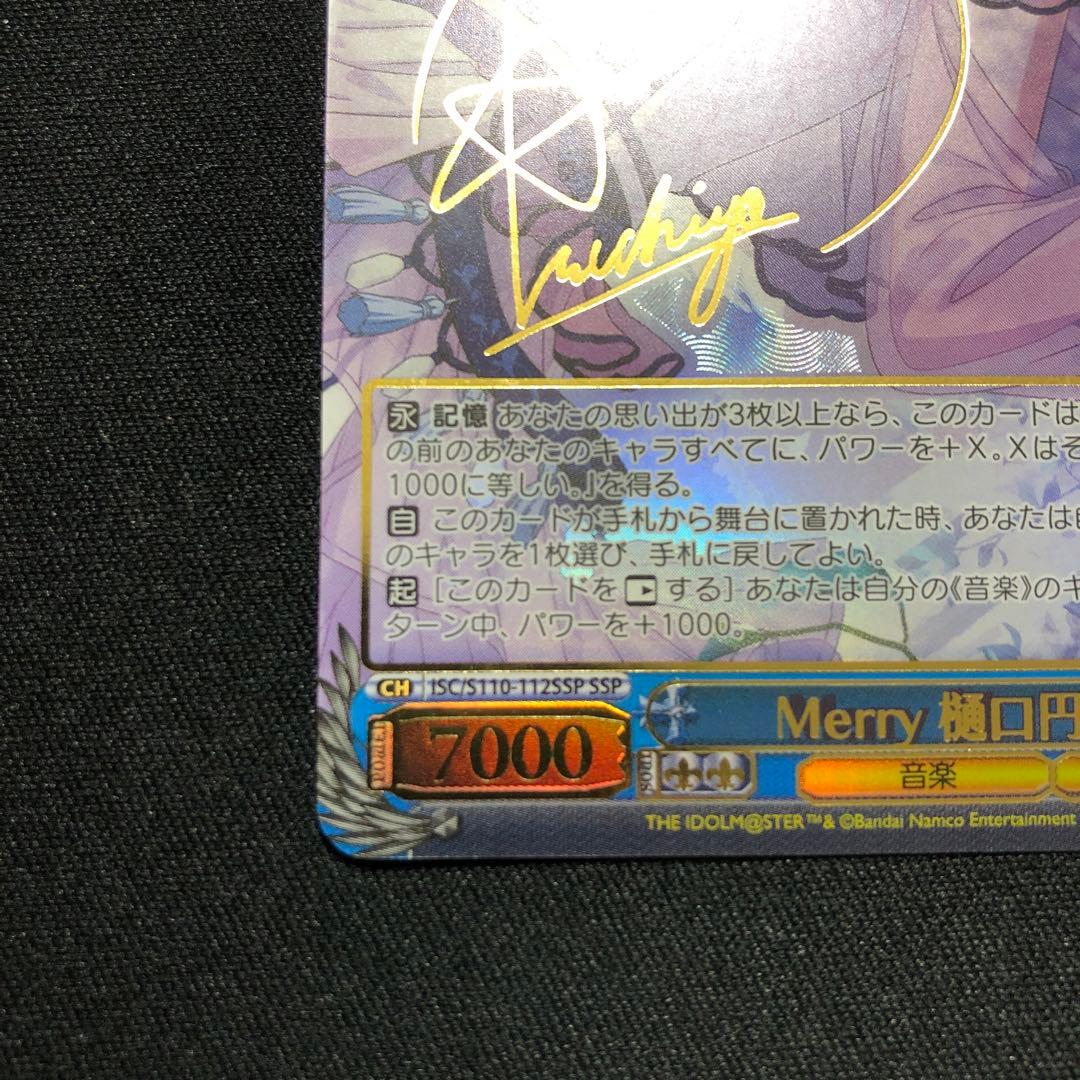 永 記憶 あなたの思い出が3枚以上なら、このカードは
の前のあなたのキャラすべてに、パワーを+X。Xはそ
1000に等しい。』を得る。
自 このカードが手札から舞台に置かれた時、あなたは
のキャラを1枚選び、手札に戻してよい。
起 [このカードを する] あなたは自分の《音楽》のキ
ターン中、パワーを+1000。
CH ISC/S110-112SSP SSP
POWER 7000
Merry 樋口円
SOUL
音楽
THE IDOLM@STER™& ©Bandai Namco Entertainment